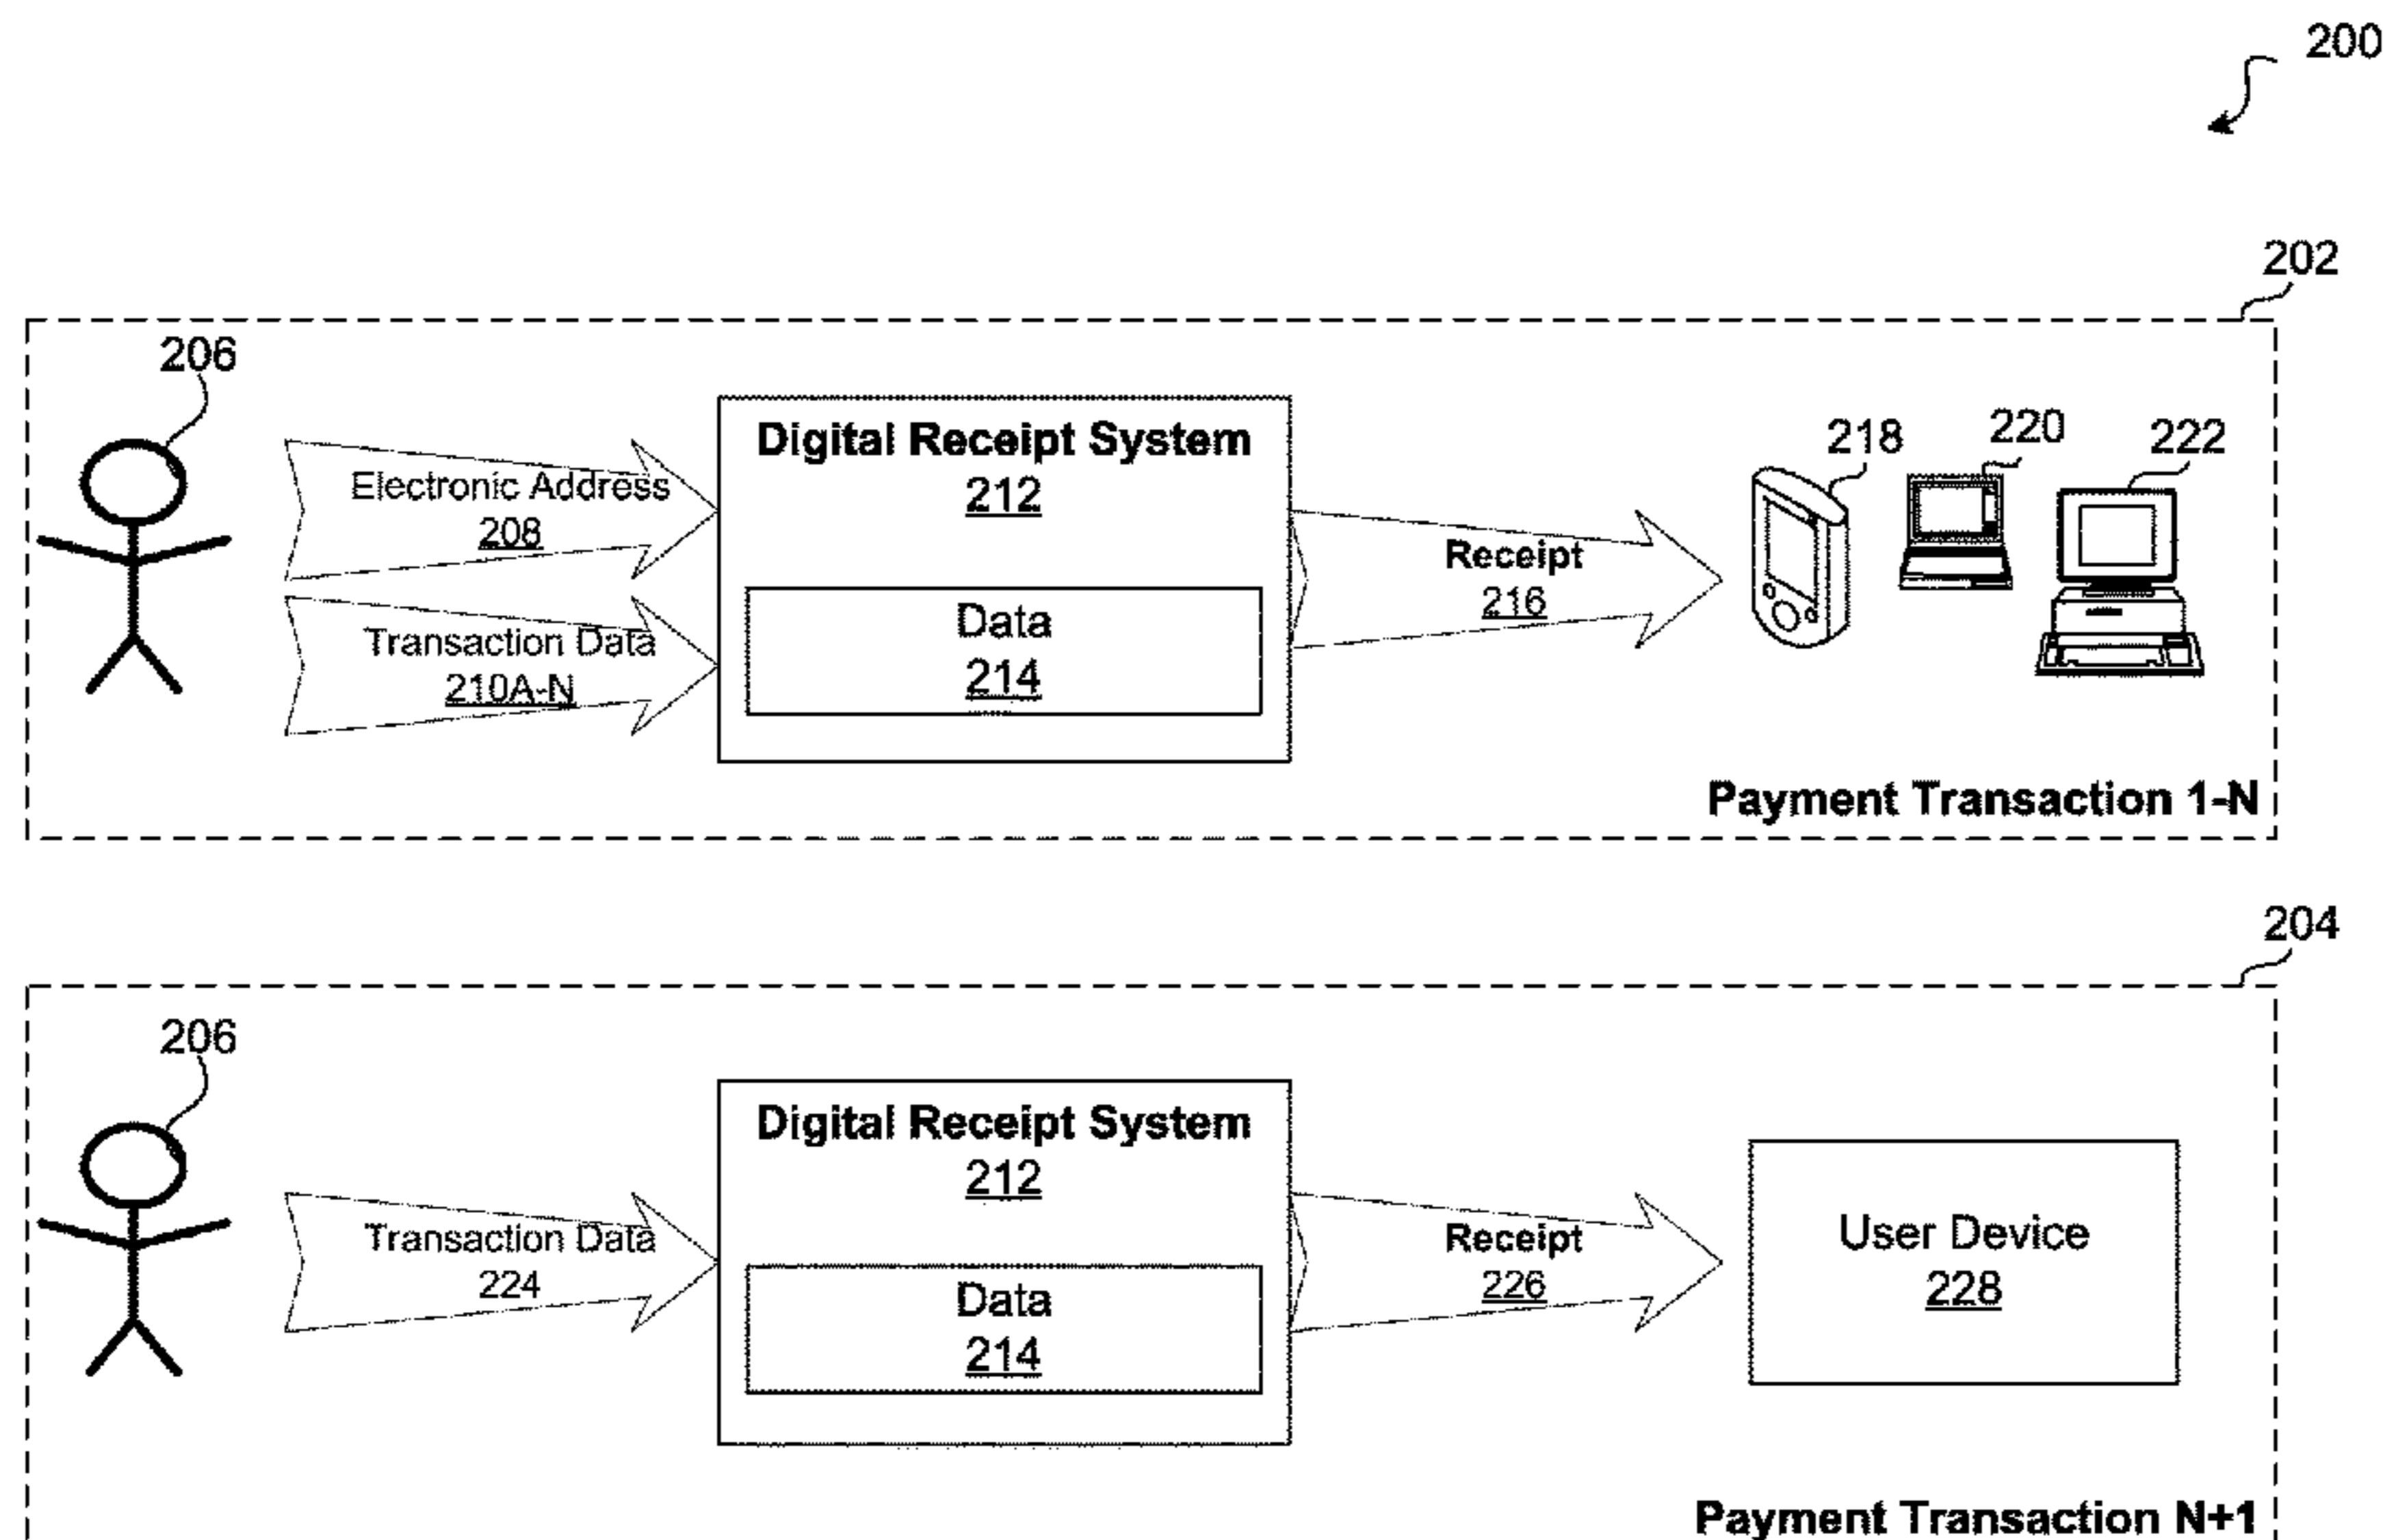 200
202
206
Digital Receipt System
212
Electronic Address
208
Transaction Data
210A-N
Data
214
Receipt
216
218
220
222
Payment Transaction 1-N
204
206
Digital Receipt System
212
Transaction Data
224
Data
214
Receipt
226
User Device
228
Payment Transaction N+1